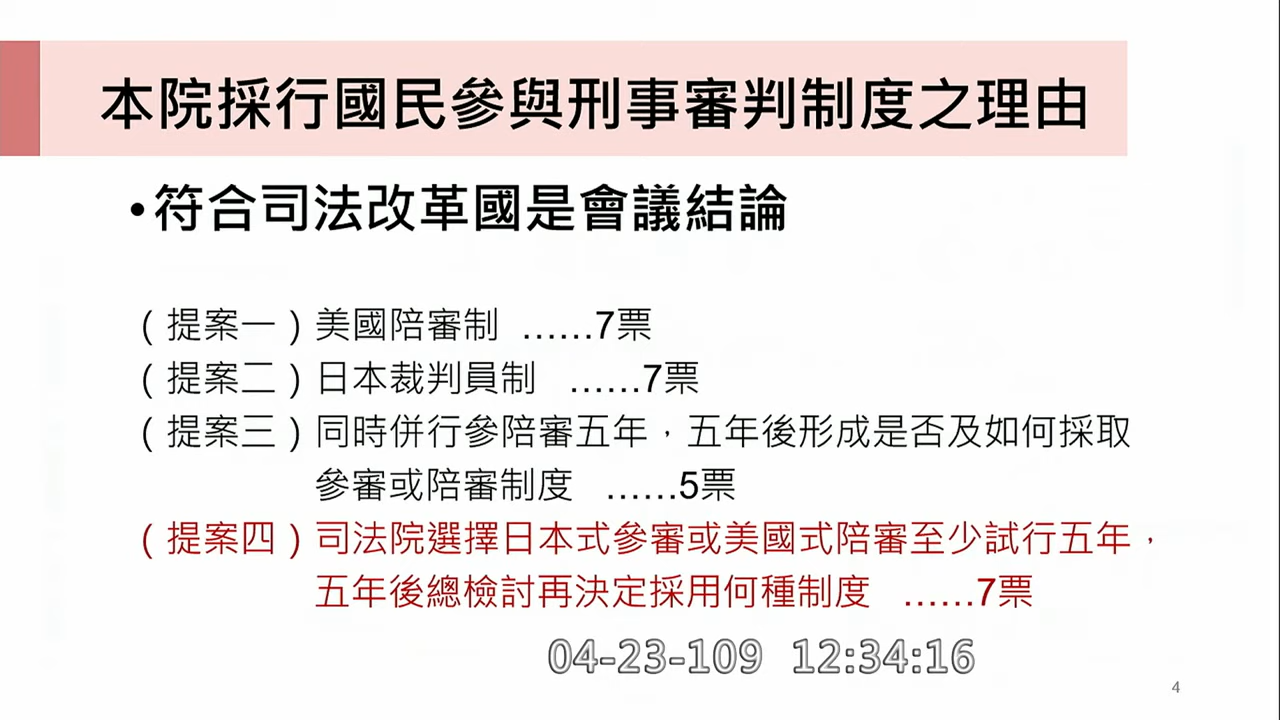 本院採行國民參與刑事審判制度之理由
•符合司法改革國是會議結論
(提案一)美國陪審制 ……7票
(提案二)日本裁判員制 ……7票
(提案三)同時併行參陪審五年，五年後形成是否及如何採取
參審或陪審制度 ……5票
(提案四)司法院選擇日本式參審或美國式陪審至少試行五年，
五年後總檢討再決定採用何種制度 ……7票
04-23-109 12:34:16
4